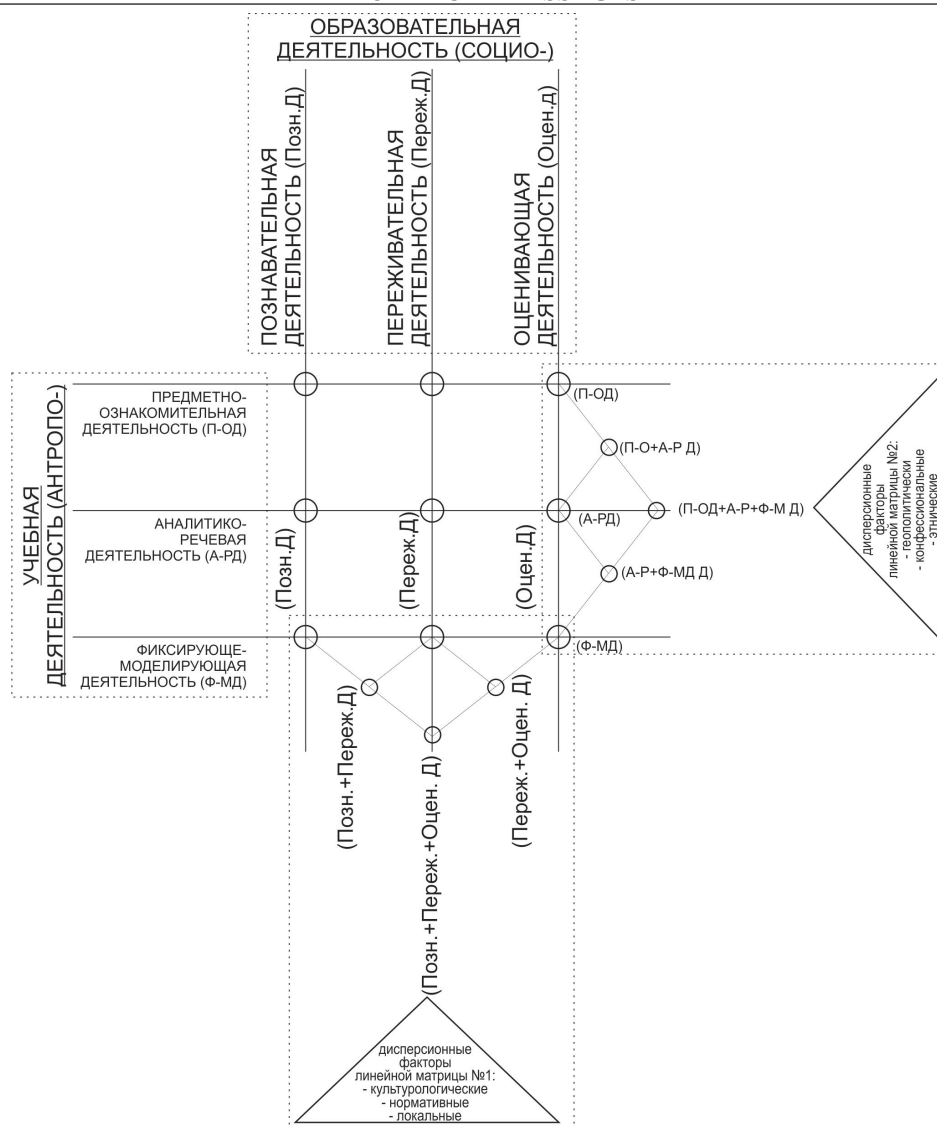 ОБРАЗОВАТЕЛЬНАЯ
ДЕЯТЕЛЬНОСТЬ (СОЦИО-)
ПОЗНАВАТЕЛЬНАЯ
ДЕЯТЕЛЬНОСТЬ (Позн.Д)
ПЕРЕЖИВАТЕЛЬНАЯ
ДЕЯТЕЛЬНОСТЬ (Переж.Д)
ОЦЕНИВАЮЩАЯ
ДЕЯТЕЛЬНОСТЬ (Оцен.д)
УЧЕБНАЯ
ДЕЯТЕЛЬНОСТЬ (АНТРОПО-)
ПРЕДМЕТНО-
ОЗНАКОМИТЕЛЬНАЯ
ДЕЯТЕЛЬНОСТЬ (П-ОД)
АНАЛИТИКО-
РЕЧЕВАЯ
ДЕЯТЕЛЬНОСТЬ (А-РД)
ФИКСИРУЮЩЕ-
МОДЕЛИРУЮЩАЯ
ДЕЯТЕЛЬНОСТЬ (Ф-МД)
(П-ОД)
(П-О+А-Р Д)
(А-РД)
(П-ОД+А-Р+Ф-М Д)
(А-Р+Ф-МД Д)
(Ф-МД)
(Позн.Д)
(Переж.Д)
(Оцен.Д)
(Позн.+Переж.Д)
(Позн.+Переж.+Оцен. Д)
(Переж.+Оцен. Д)
дисперсионные
факторы
линейной матрицы №2:
- геополитически
- конфессиональные
- этнические
дисперсионные
факторы
линейной матрицы №1:
- культурологические
- нормативные
- локальные